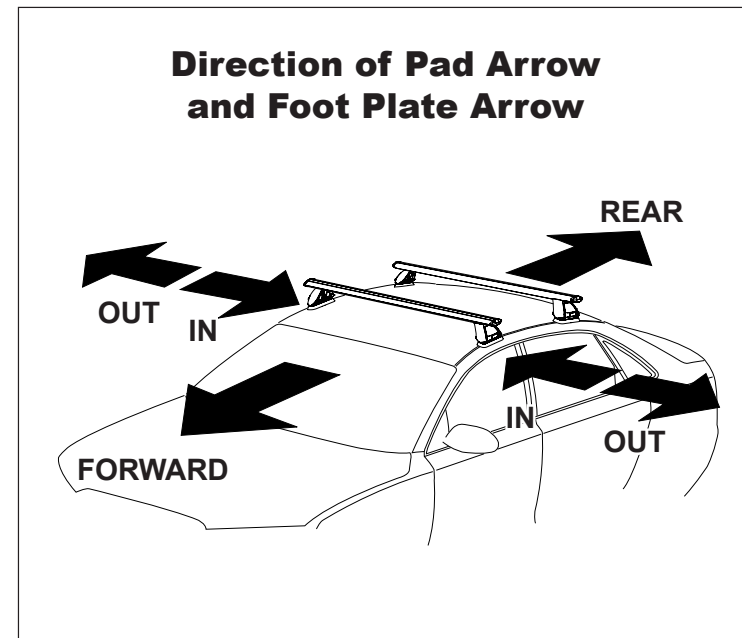 Direction of Pad Arrow
and Foot Plate Arrow
REAR
OUT
IN
IN
OUT
FORWARD